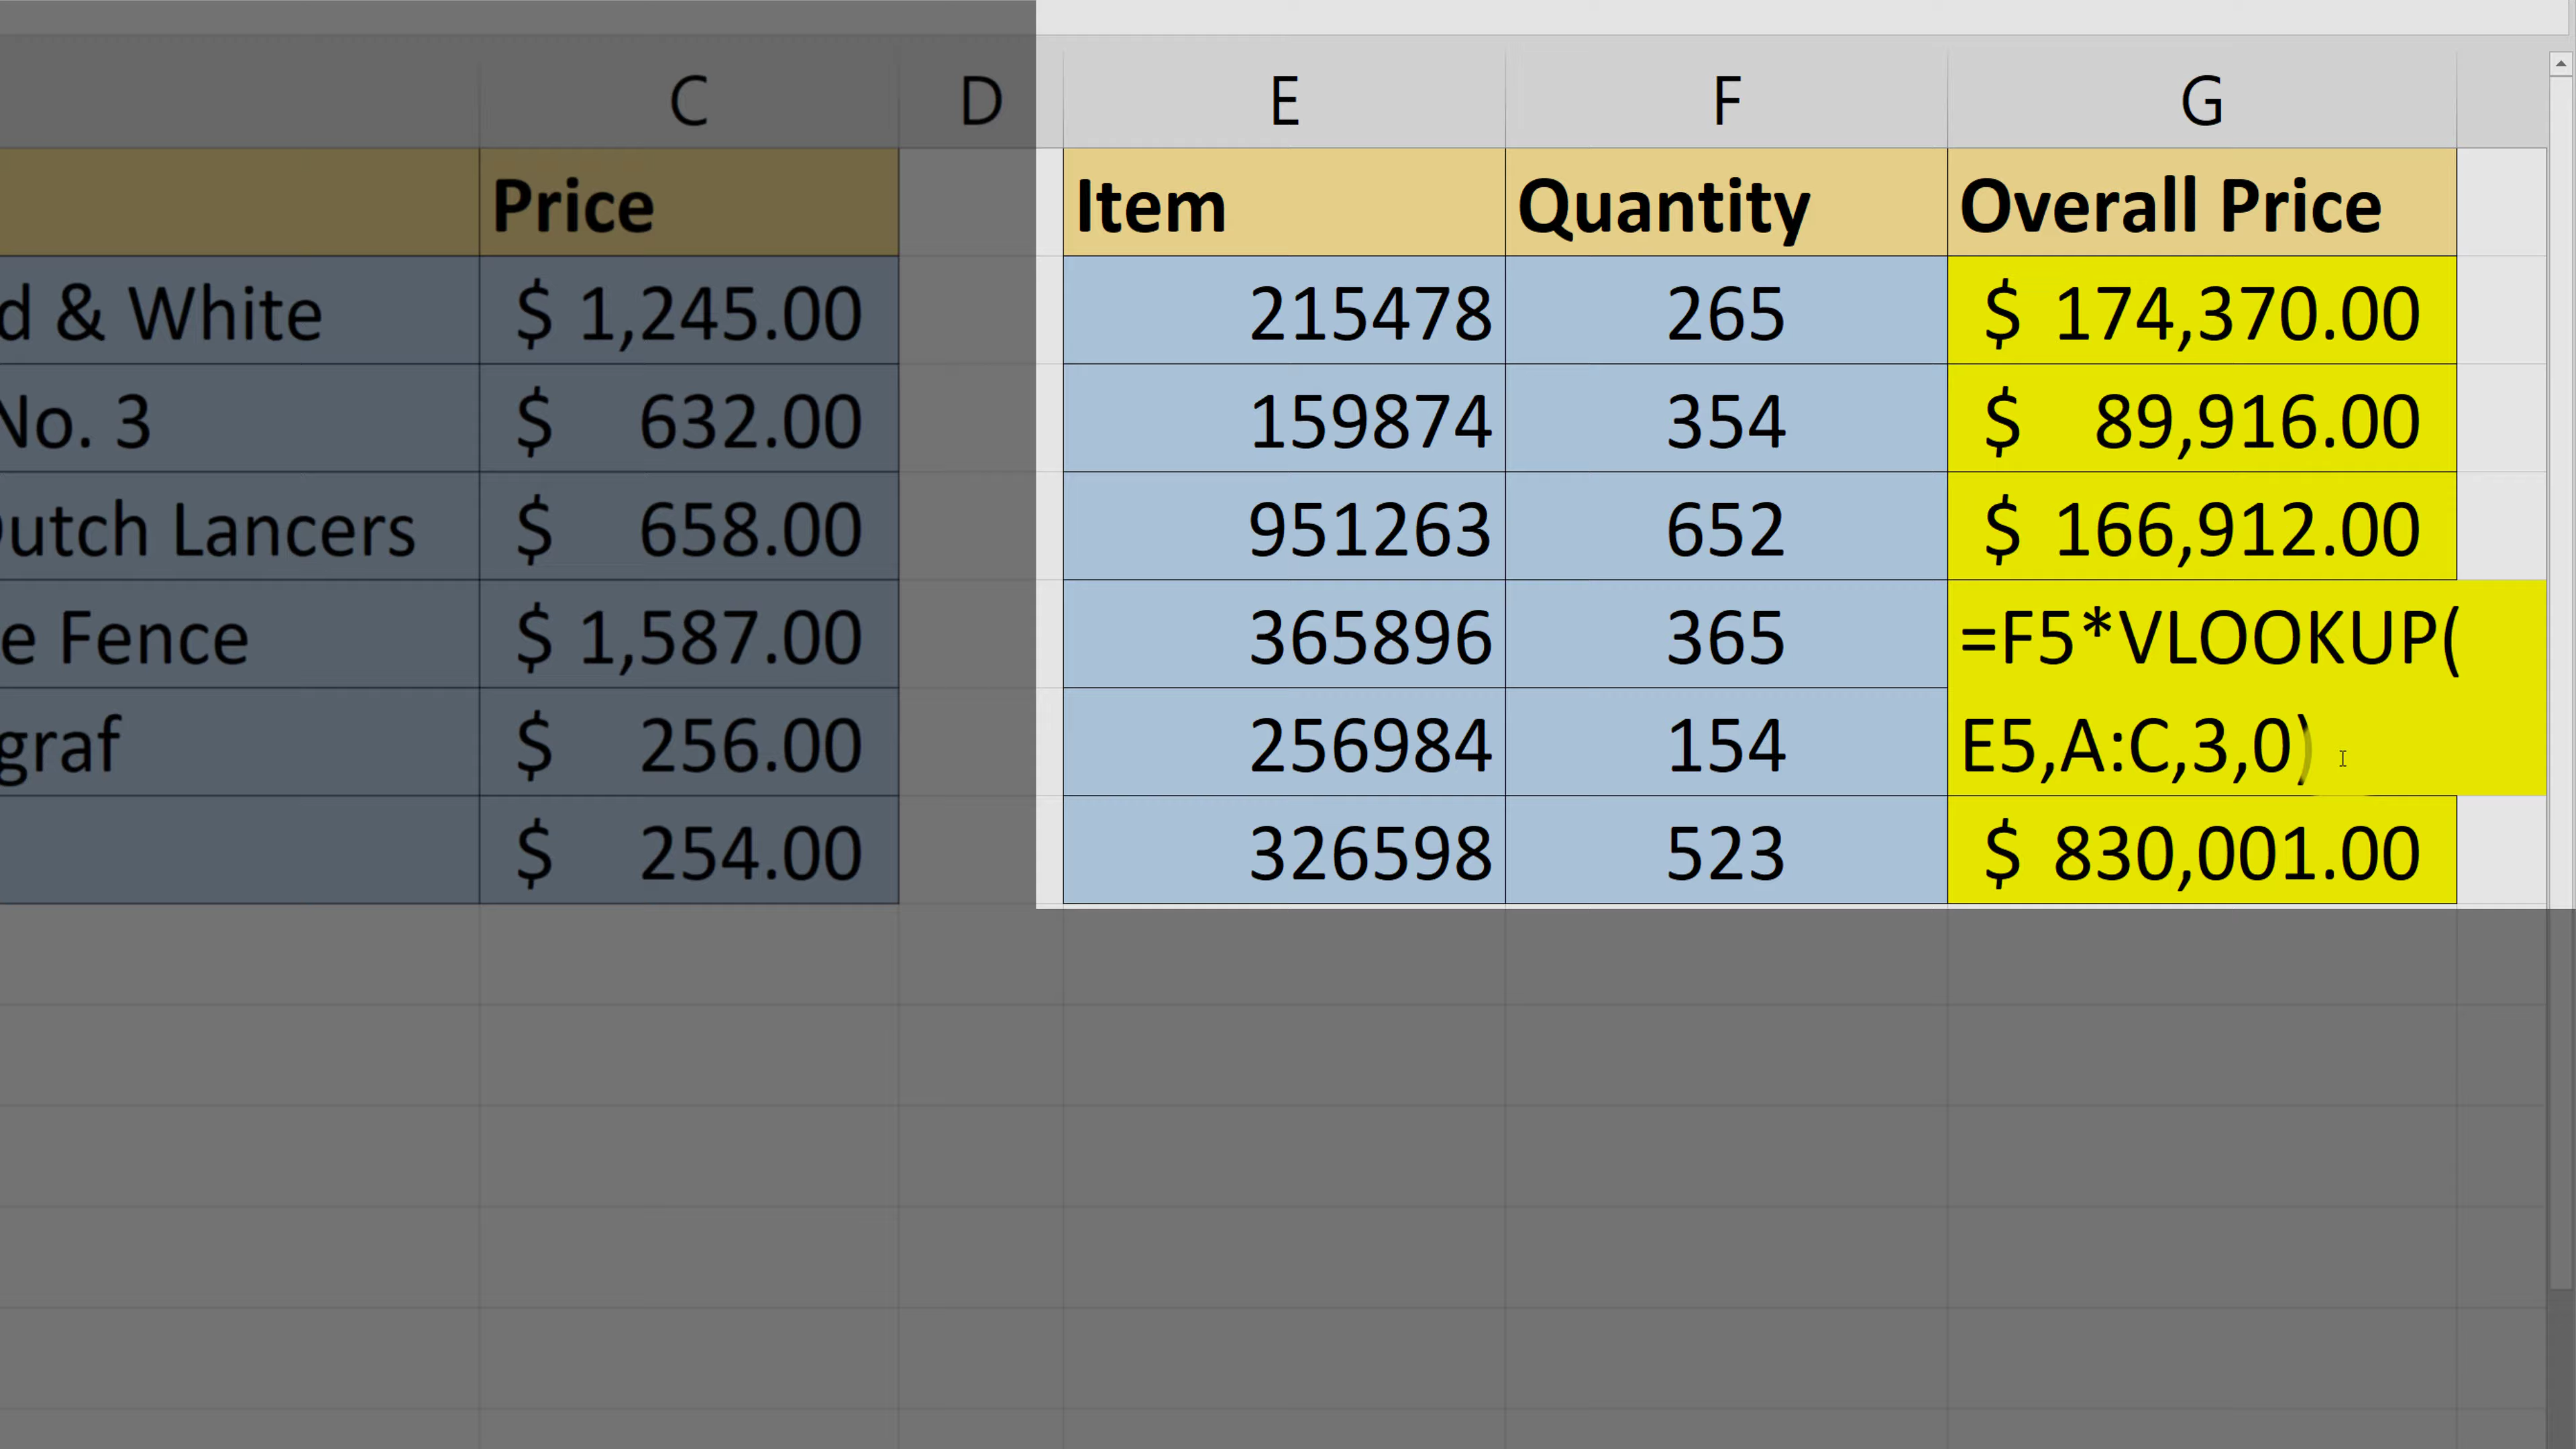 C D E F G
Price Item Quantity Overall Price
d & White $ 1,245.00 215478 265 $ 174,370.00
No. 3 $ 632.00 159874 354 $ 89,916.00
Dutch Lancers $ 658.00 951263 652 $ 166,912.00
e Fence $ 1,587.00 365896 365 =F5*VLOOKUP(
graf $ 256.00 256984 154 E5,A:C,3,0)
$ 254.00 326598 523 $ 830,001.00